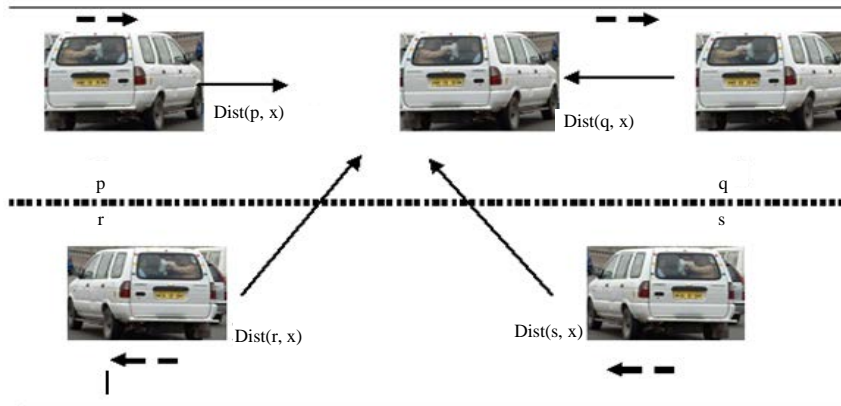 Dist(p, x)
Dist(q, x)
p
q
r
s
Dist(r, x)
Dist(s, x)